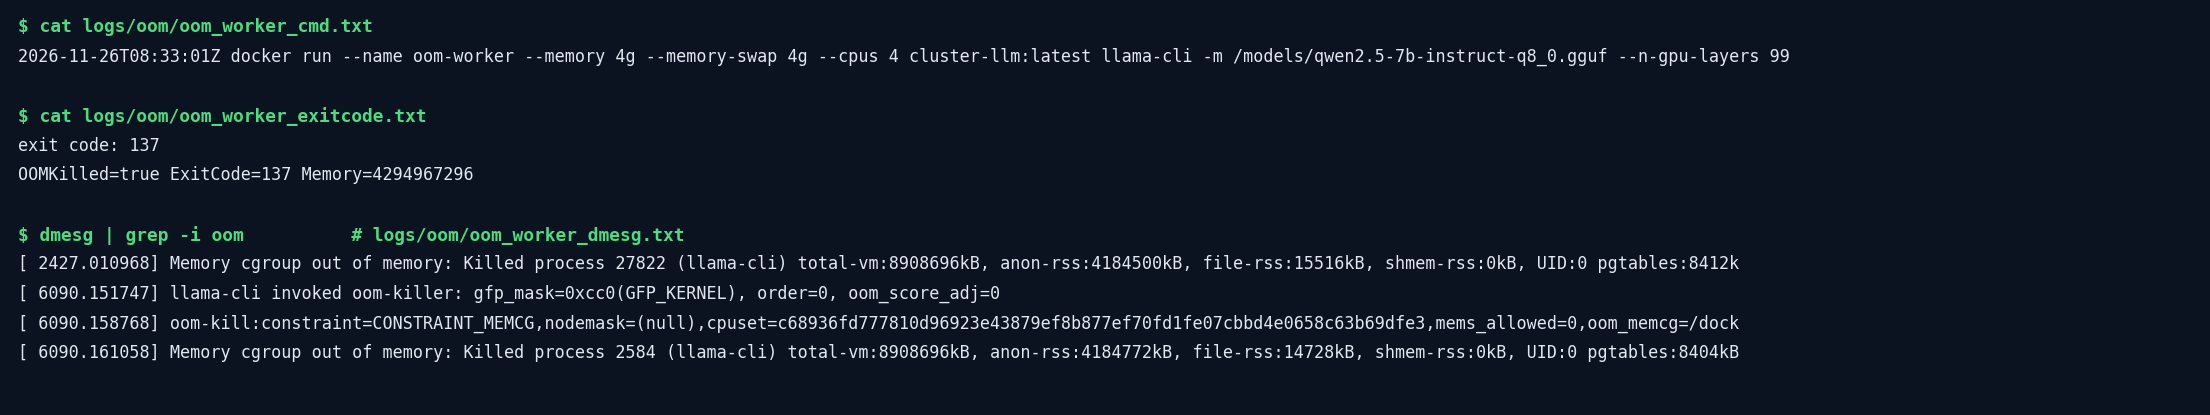 $ cat logs/oom/oom_worker_cmd.txt
2026-11-26T08:33:01Z docker run --name oom-worker --memory 4g --memory-swap 4g --cpus 4 cluster-llm:latest llama-cli -m /models/qwen2.5-7b-instruct-q8_0.gguf --n-gpu-layers 99
$ cat logs/oom/oom_worker_exitcode.txt
exit code: 137
OOMKilled=true ExitCode=137 Memory=4294967296
$ dmesg | grep -i oom          # logs/oom/oom_worker_dmesg.txt
[ 2427.010968] Memory cgroup out of memory: Killed process 27822 (llama-cli) total-vm:8908696kB, anon-rss:4184500kB, file-rss:15516kB, shmem-rss:0kB, UID:0 pgtables:8412k
[ 6090.151747] llama-cli invoked oom-killer: gfp_mask=0xcc0(GFP_KERNEL), order=0, oom_score_adj=0
[ 6090.158768] oom-kill:constraint=CONSTRAINT_MEMCG,nodemask=(null),cpuset=c68936fd777810d96923e43879ef8b877ef70fd1fe07cbbd4e0658c63b69dfe3,mems_allowed=0,oom_memcg=/dock
[ 6090.161058] Memory cgroup out of memory: Killed process 2584 (llama-cli) total-vm:8908696kB, anon-rss:4184772kB, file-rss:14728kB, shmem-rss:0kB, UID:0 pgtables:8404kB